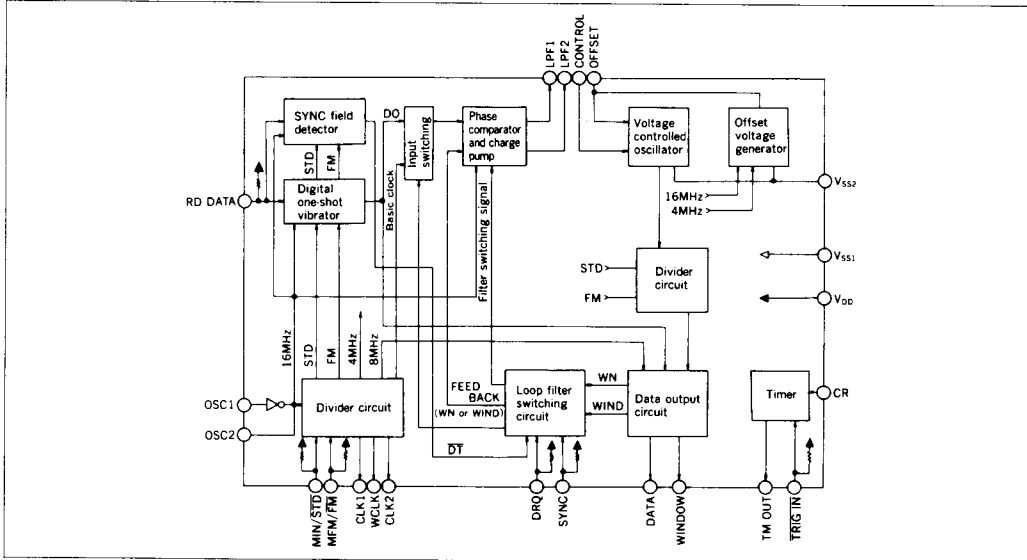 LPF1
LPF2
CONTROL
OFFSET
SYNC field
detector
DO
Input
switching
Phase
comparator
and charge
pump
Voltage
controlled
oscillator
Offset
voltage
generator
STD
FM
Basic clock
Filter switching signal
16MHz
4MHz
VSS2
RD DATA
Digital
one-shot
vibrator
VSS1
STD
FM
Divider
circuit
VDD
16MHz
STD
FM
4MHz
8MHz
FEED
BACK
(WN or WIND)
OSC1
OSC2
Divider circuit
Loop filter
switching
circuit
WN
WIND
Data output
circuit
Timer
CR
DT
MIN/STD
MFM/FM
CLK1
WCLK
CLK2
DRQ
SYNC
DATA
WINDOW
TM OUT
TRIG IN